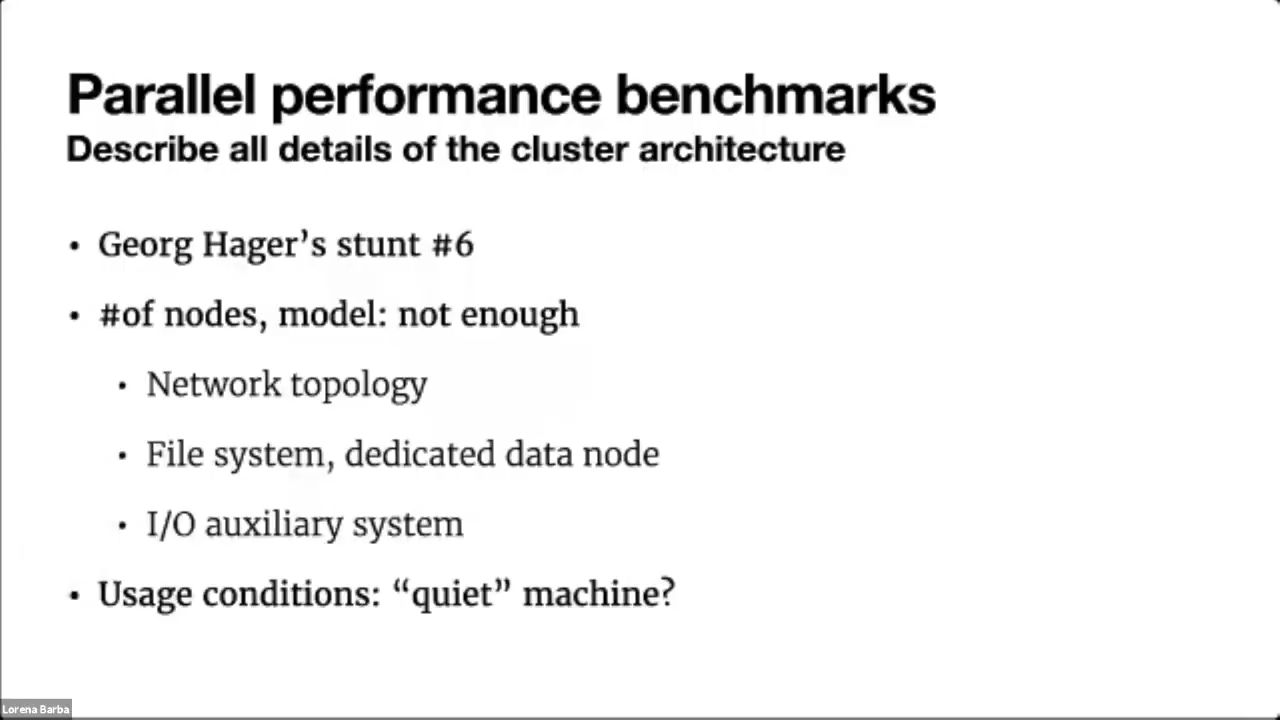 Parallel performance benchmarks
Describe all details of the cluster architecture
• Georg Hager’s stunt #6
• #of nodes, model: not enough
• Network topology
• File system, dedicated data node
• I/O auxiliary system
• Usage conditions: “quiet” machine?
Lorena Barba